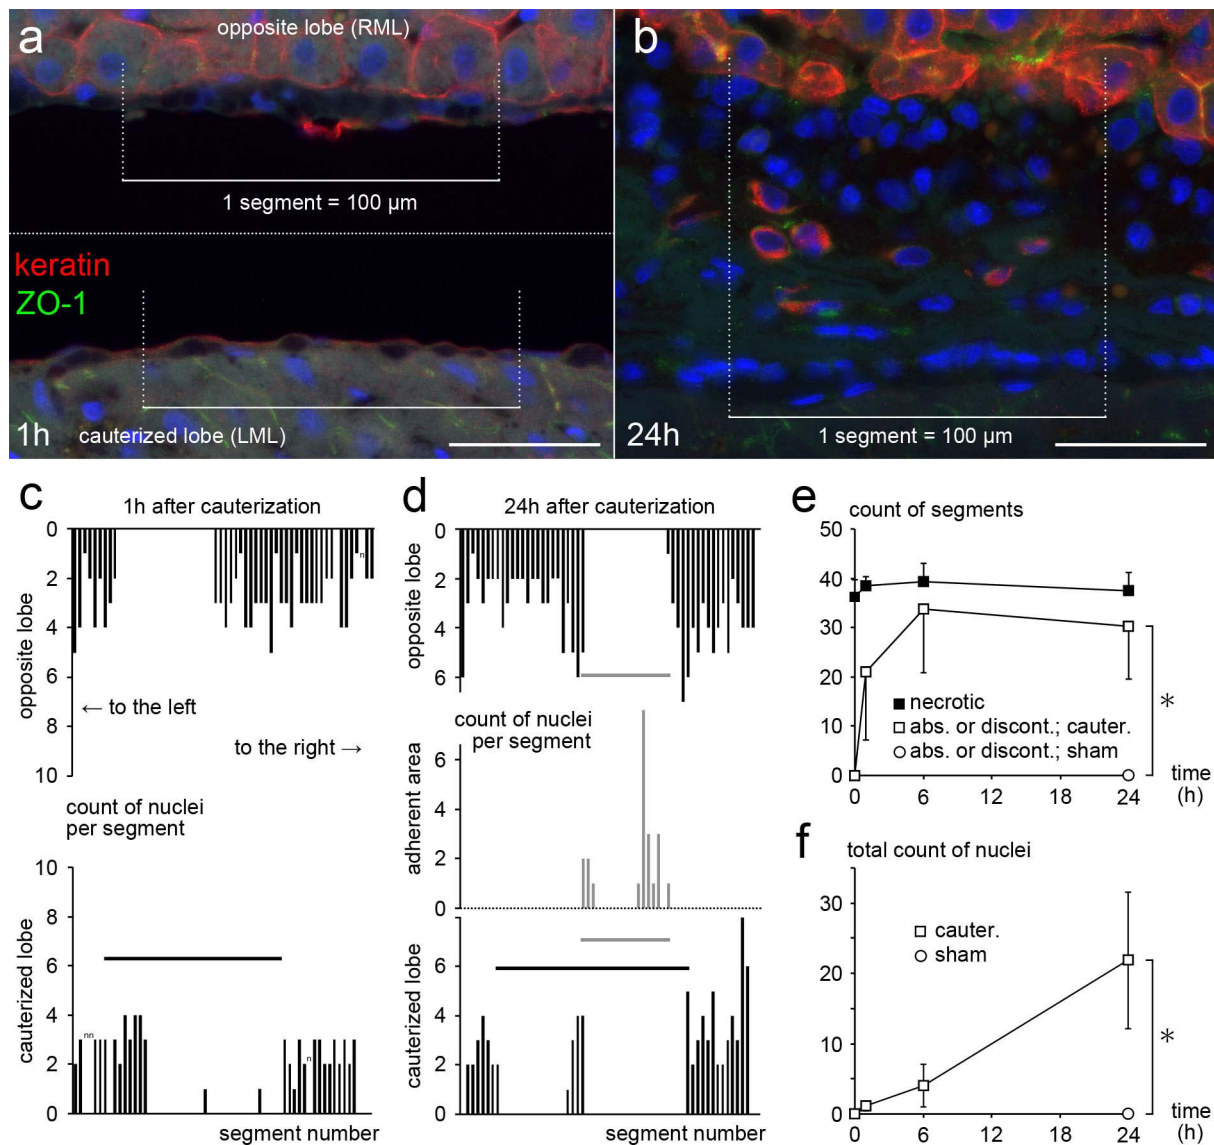 a
opposite lobe (RML)
1 segment = 100 µm
keratin
ZO-1
1h
cauterized lobe (LML)
b
24h
1 segment = 100 µm
c
1h after cauterization
0
2
4
6
8
10
opposite lobe
← to the left
to the right →
n
count of nuclei
per segment
10
8
6
4
2
0
cauterized lobe
nn
n
segment number
d
24h after cauterization
0
2
4
6
opposite lobe
count of nuclei
per segment
6
4
2
0
adherent area
8
6
4
2
0
cauterized lobe
segment number
e
count of segments
50
40
30
20
10
0
necrotic
abs. or discont.; cauter.
abs. or discont.; sham
*
0
6
12
18
24
time
(h)
f
total count of nuclei
30
20
10
0
cauter.
sham
*
0
6
12
18
24
time
(h)